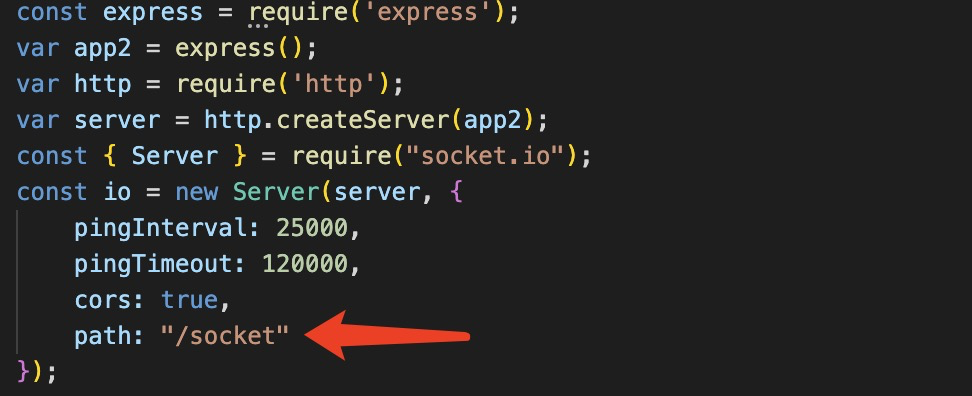 const express = require('express');
var app2 = express();
var http = require('http');
var server = http.createServer(app2);
const { Server } = require("socket.io");
const io = new Server(server, {
    pingInterval: 25000,
    pingTimeout: 120000,
    cors: true,
    path: "/socket"
});